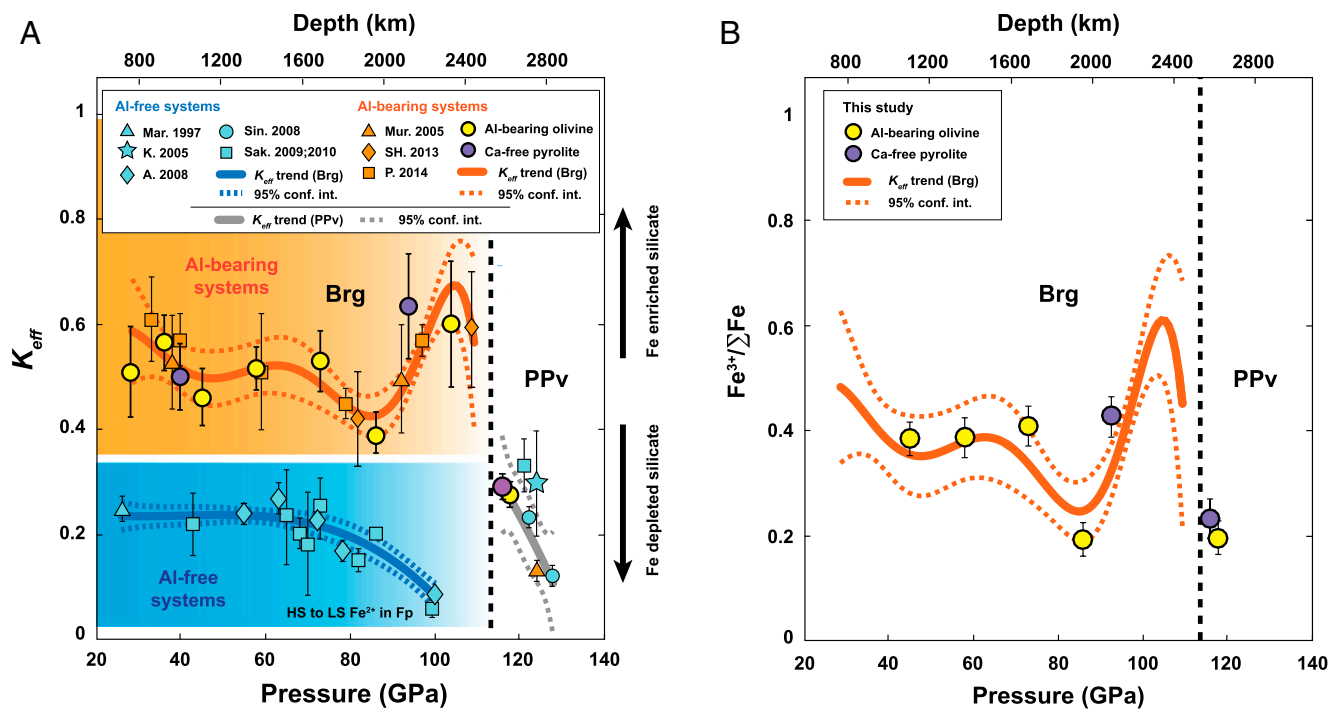 A
Depth (km)
800 1200 1600 2000 2400 2800
Al-free systems
Mar. 1997
K. 2005
A. 2008
Sin. 2008
Sak. 2009;2010
Keff trend (Brg)
95% conf. int.
Al-bearing systems
Mur. 2005
SH. 2013
P. 2014
Al-bearing olivine
Ca-free pyrolite
Keff trend (Brg)
95% conf. int.
Keff trend (PPv) 95% conf. int.
1
0.8
0.6
0.4
0.2
0
Keff
Al-bearing
systems
Brg
PPv
Al-free
systems
HS to LS Fe2+ in Fp
Fe enriched silicate
Fe depleted silicate
20 40 60 80 100 120 140
Pressure (GPa)
B
Depth (km)
800 1200 1600 2000 2400 2800
This study
Al-bearing olivine
Ca-free pyrolite
Keff trend (Brg)
95% conf. int.
1
0.8
0.6
0.4
0.2
0
Fe3+/∑Fe
Brg
PPv
20 40 60 80 100 120 140
Pressure (GPa)